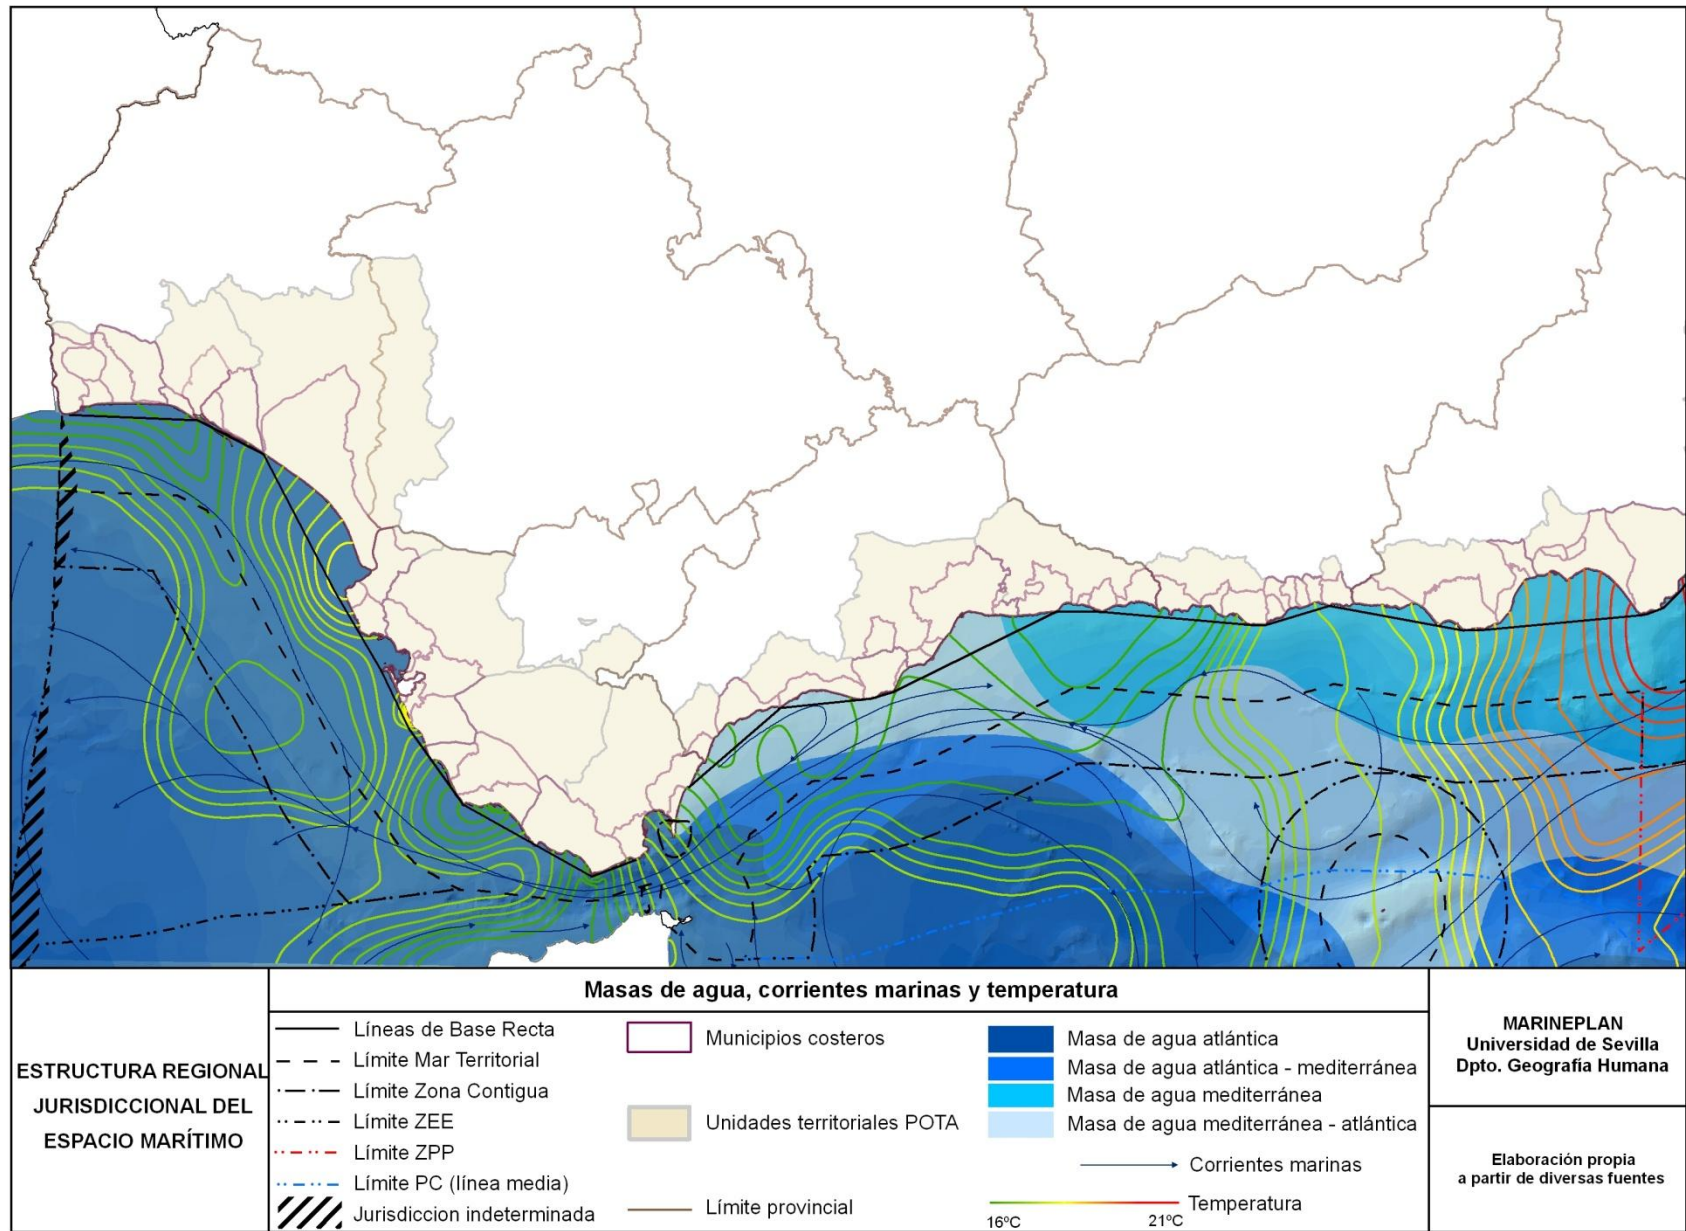 Masas de agua, corrientes marinas y temperatura
ESTRUCTURA REGIONAL
JURISDICCIONAL DEL
ESPACIO MARÍTIMO
Líneas de Base Recta
Límite Mar Territorial
Límite Zona Contigua
Límite ZEE
Límite ZPP
Límite PC (línea media)
Jurisdiccion indeterminada
Municipios costeros
Unidades territoriales POTA
Límite provincial
Masa de agua atlántica
Masa de agua atlántica - mediterránea
Masa de agua mediterránea
Masa de agua mediterránea - atlántica
Corrientes marinas
Temperatura
16ºC
21ºC
MARINEPLAN
Universidad de Sevilla
Dpto. Geografía Humana
Elaboración propia
a partir de diversas fuentes